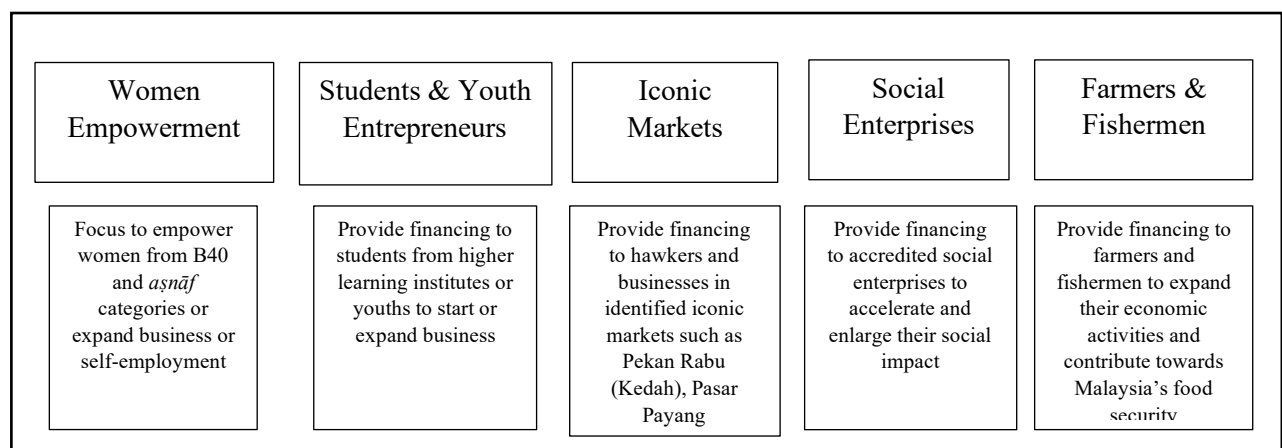 Women
Empowerment
Students & Youth
Entrepreneurs
Iconic
Markets
Social
Enterprises
Farmers &
Fishermen
Focus to empower
women from B40
and aṣnāf
categories or
expand business or
self-employment
Provide financing to
students from higher
learning institutes or
youths to start or
expand business
Provide financing
to hawkers and
businesses in
identified iconic
markets such as
Pekan Rabu
(Kedah), Pasar
Payang
Provide financing
to accredited social
enterprises to
accelerate and
enlarge their social
impact
Provide financing to
farmers and
fishermen to expand
their economic
activities and
contribute towards
Malaysia’s food
security